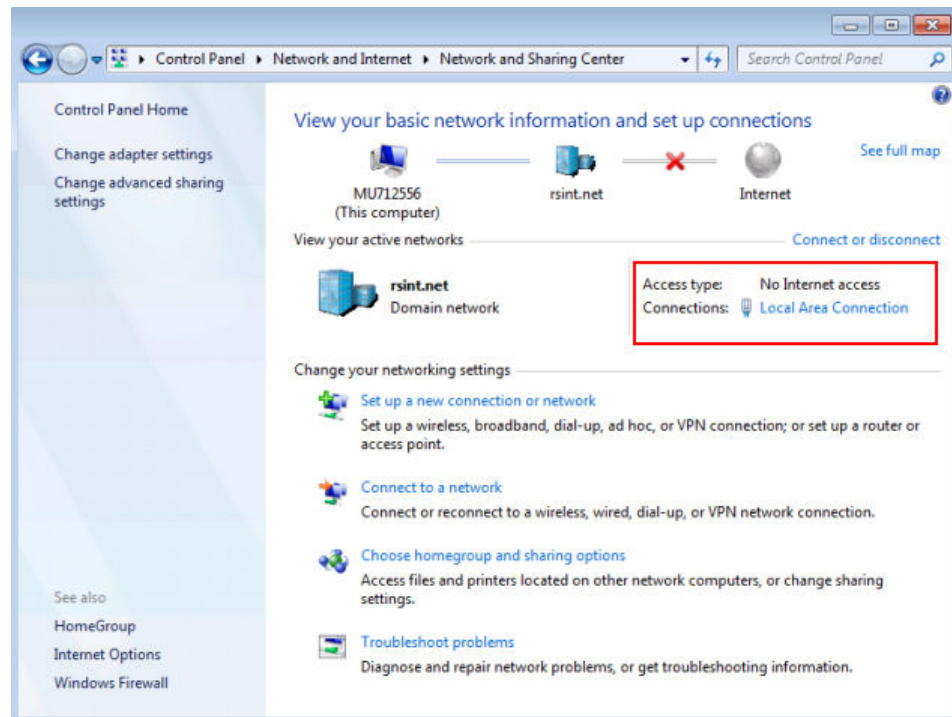 Control Panel ▸ Network and Internet ▸ Network and Sharing Center
Search Control Panel
Control Panel Home
Change adapter settings
Change advanced sharing
settings
View your basic network information and set up connections
See full map
MU712556
(This computer)
rsint.net
Internet
View your active networks
Connect or disconnect
rsint.net
Domain network
Access type: No Internet access
Connections: Local Area Connection
Change your networking settings
Set up a new connection or network
Set up a wireless, broadband, dial-up, ad hoc, or VPN connection; or set up a router or
access point.
Connect to a network
Connect or reconnect to a wireless, wired, dial-up, or VPN network connection.
Choose homegroup and sharing options
Access files and printers located on other network computers, or change sharing
settings.
Troubleshoot problems
Diagnose and repair network problems, or get troubleshooting information.
See also
HomeGroup
Internet Options
Windows Firewall